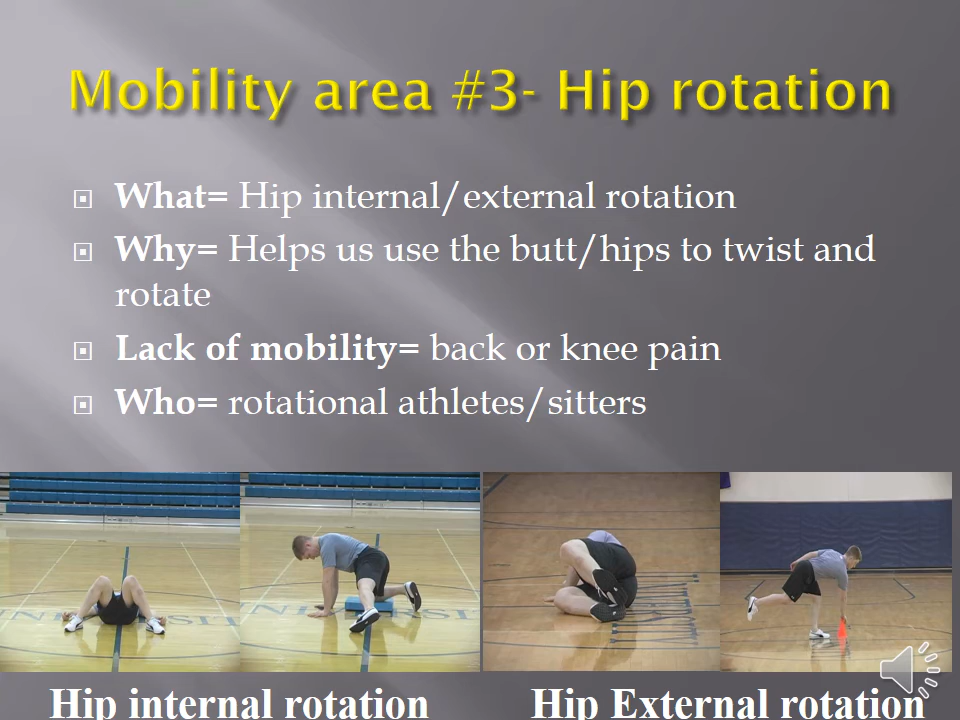 Mobility area #3- Hip rotation
What= Hip internal/external rotation
Why= Helps us use the butt/hips to twist and
rotate
Lack of mobility= back or knee pain
Who= rotational athletes/sitters
Hip internal rotation
Hip External rotation